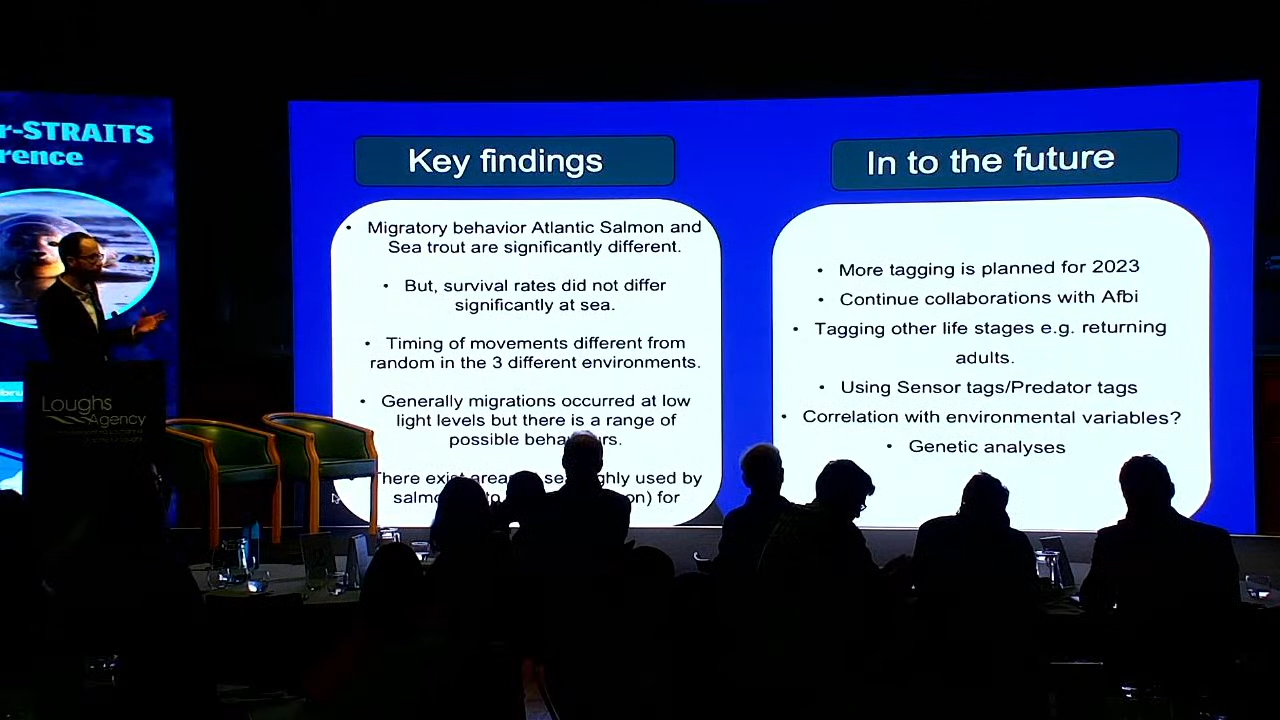 r-STRAITS
rence
Loughs
Agency
Key findings
• Migratory behavior Atlantic Salmon and
Sea trout are significantly different.
• But, survival rates did not differ
significantly at sea.
• Timing of movements different from
random in the 3 different environments.
• Generally migrations occurred at low
light levels but there is a range of
possible
There used by
for
In to the future
• More tagging is planned for 2023
• Continue collaborations with Afbi
• Tagging other life stages e.g. returning
adults.
• Using Sensor tags/Predator tags
• Correlation with environmental variables?
• Genetic analyses